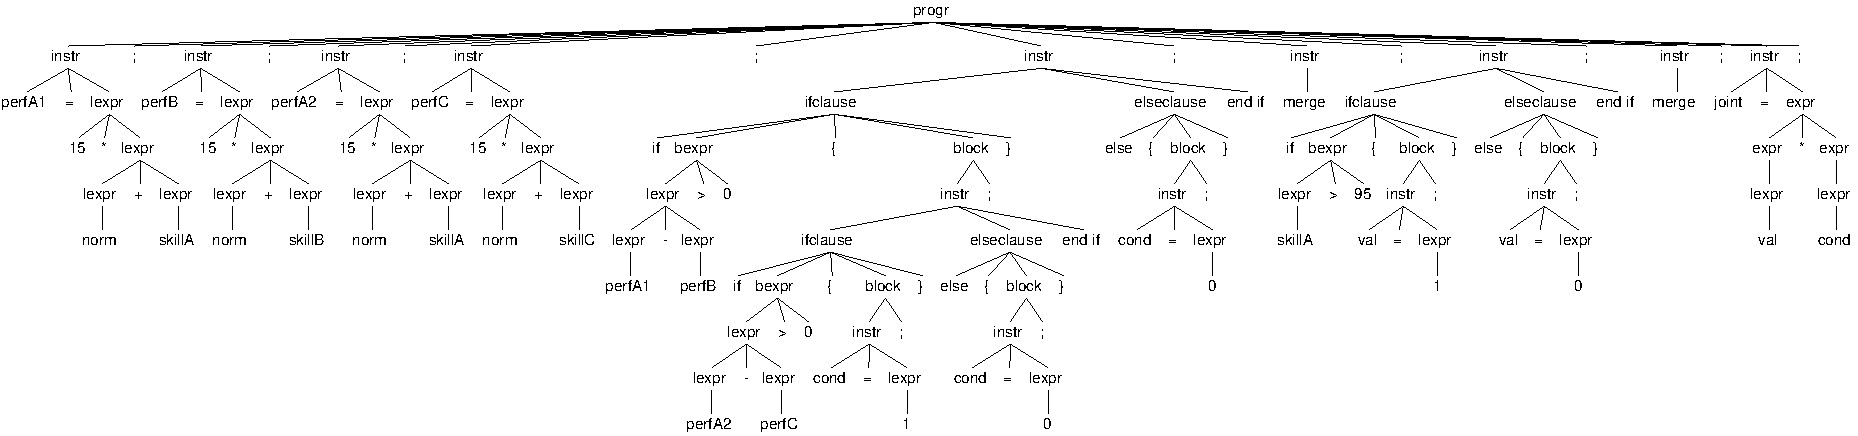 progr
instr ; instr ; instr ; instr ; instr ; instr ; instr ; instr ; instr ;
perfA1 = lexpr perfB = lexpr perfA2 = lexpr perfC = lexpr ifclause elseclause end if merge ifclause elseclause end if merge joint = expr
15 * lexpr 15 * lexpr 15 * lexpr 15 * lexpr if bexpr { block } else { block } if bexpr { block } else { block } expr * expr
lexpr + lexpr lexpr + lexpr lexpr + lexpr lexpr + lexpr lexpr > 0 instr ; instr ; lexpr > 95 instr ; instr ; lexpr lexpr
norm skillA norm skillB norm skillA norm skillC lexpr - lexpr ifclause elseclause end if cond = lexpr skillA val = lexpr val = lexpr val cond
perfA1 perfB if bexpr { block } else { block } 0 1 0
lexpr > 0 instr ; instr ;
lexpr - lexpr cond = lexpr cond = lexpr
perfA2 perfC 1 0